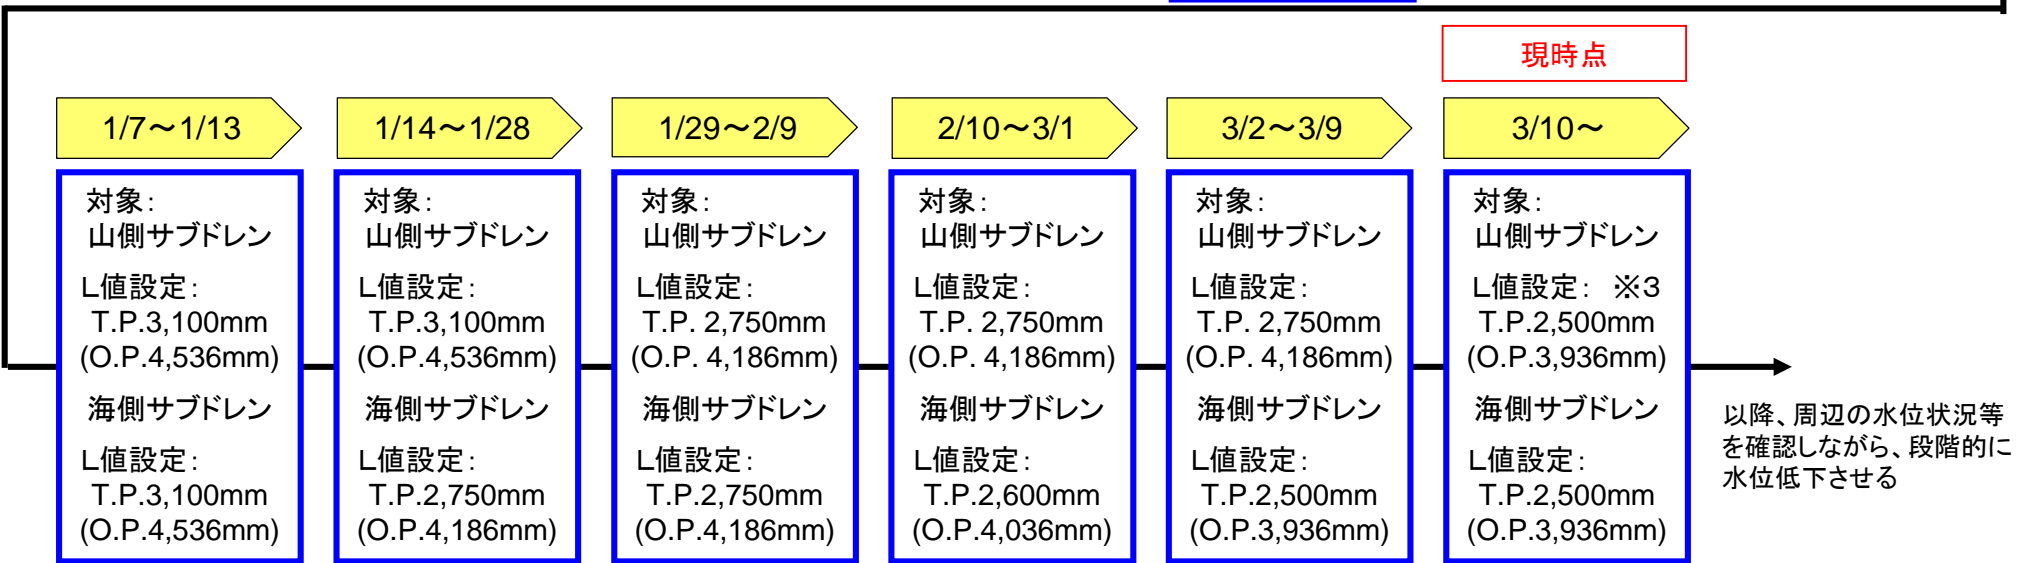 現時点
1/7～1/13
対象：
山側サブドレン
L値設定：
T.P.3,100mm
(O.P.4,536mm)
海側サブドレン
L値設定：
T.P.3,100mm
(O.P.4,536mm)
1/14～1/28
対象：
山側サブドレン
L値設定：
T.P.3,100mm
(O.P.4,536mm)
海側サブドレン
L値設定：
T.P.2,750mm
(O.P.4,186mm)
1/29～2/9
対象：
山側サブドレン
L値設定：
T.P. 2,750mm
(O.P. 4,186mm)
海側サブドレン
L値設定：
T.P.2,750mm
(O.P.4,186mm)
2/10～3/1
対象：
山側サブドレン
L値設定：
T.P. 2,750mm
(O.P. 4,186mm)
海側サブドレン
L値設定：
T.P.2,600mm
(O.P.4,036mm)
3/2～3/9
対象：
山側サブドレン
L値設定：
T.P. 2,750mm
(O.P. 4,186mm)
海側サブドレン
L値設定：
T.P.2,500mm
(O.P.3,936mm)
3/10～
対象：
山側サブドレン
L値設定： ※3
T.P.2,500mm
(O.P.3,936mm)
海側サブドレン
L値設定：
T.P.2,500mm
(O.P.3,936mm)
以降、周辺の水位状況等
を確認しながら、段階的に
水位低下させる